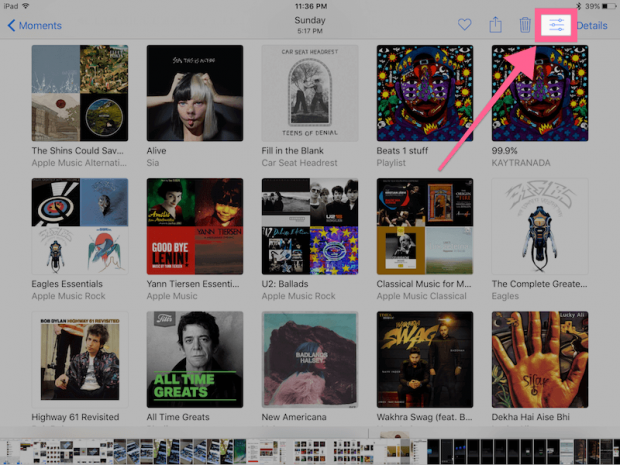 iPad 11:36 PM 39%
Moments Sunday Details
5:17 PM
CAR SEAT HEADREST
TEENS OF DENIAL
The Shins Could Sav... Alive Fill in the Blank Beats 1 stuff 99.9%
Apple Music Alternati... Sia Car Seat Headrest Playlist KAYTRANADA
Amélie
YANN TIERSEN
GOOD BYE
LENIN!
EAGLES
Eagles Essentials Yann Tiersen Essenti... U2: Ballads Classical Music for M... The Complete Greate...
Apple Music Rock Apple Music Apple Music Rock Apple Music Classical Eagles
BOB DYLAN HIGHWAY 61 REVISITED
ALL TIME
GREATS
BADLANDS
HALSEY
WAKHRA
SWAG
Lucky Ali
Sifar
Highway 61 Revisited All Time Greats New Americana Wakhra Swag (feat. B... Dekha Hai Aise Bhi